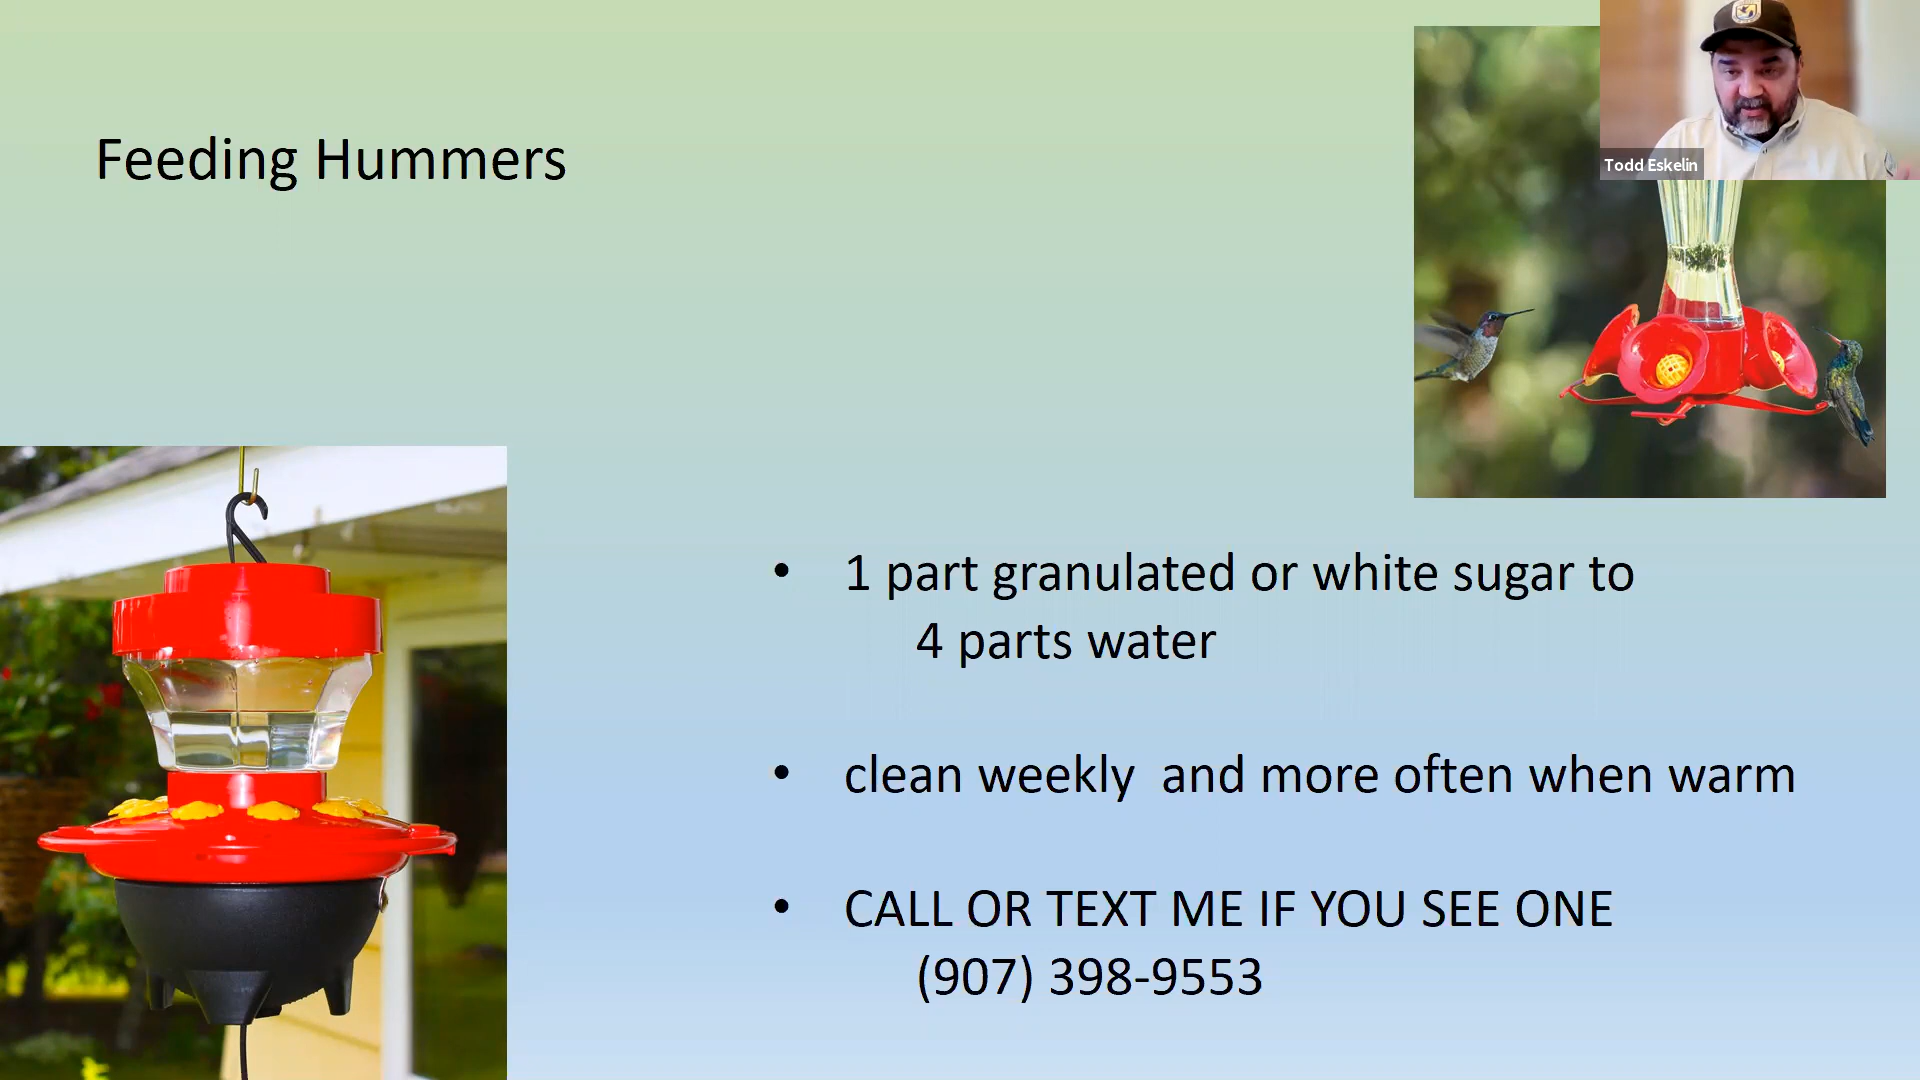 Feeding Hummers
Todd Eskelin
• 1 part granulated or white sugar to
4 parts water
• clean weekly  and more often when warm
• CALL OR TEXT ME IF YOU SEE ONE
(907) 398-9553